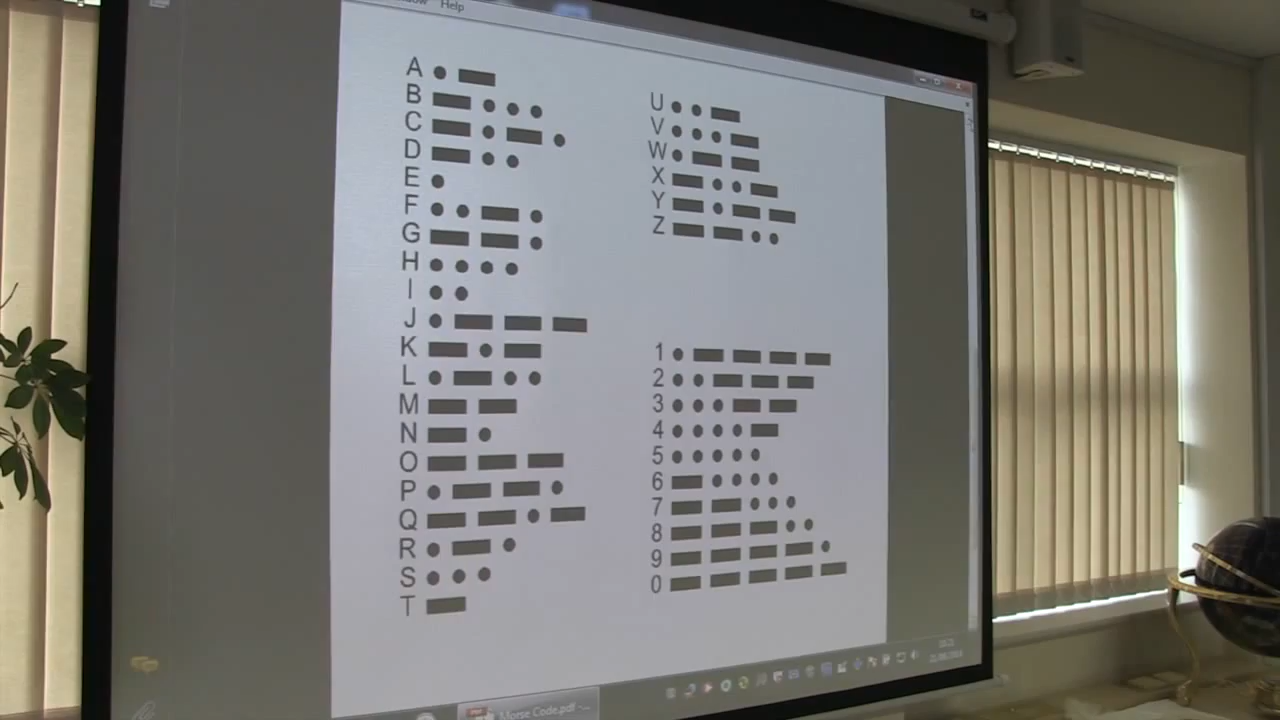 Help
A
B
C
D
E
F
G
H
I
J
K
L
M
N
O
P
Q
R
S
T
U
V
W
X
Y
Z
1
2
3
4
5
6
7
8
9
0
Morse Code.pdf -...